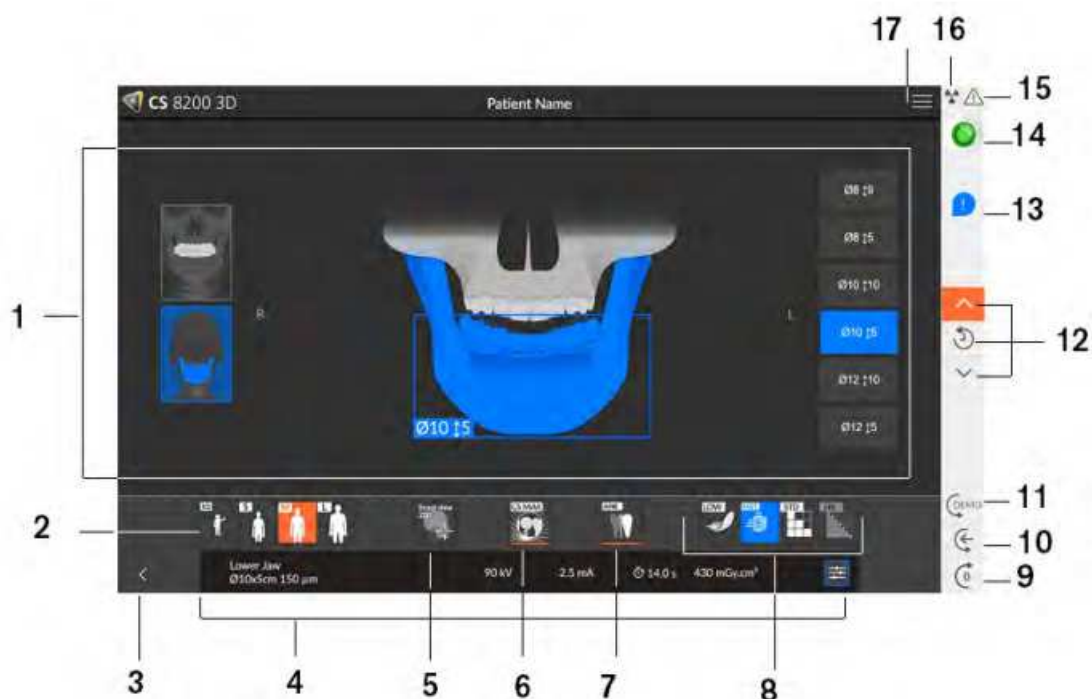 17 16
CS 8200 3D Patient Name
15
14
Ø8 ↕9
13
Ø8 ↕5
Ø10 ↕10
1
R L
Ø10 ↕5
12
Ø12 ↕10
Ø10 ↕5
Ø12 ↕5
S L
CS MAR
LOW STD
DEMO 11
2
10
Lower Jaw
Ø10x5cm 150 µm
90 kV 2.5 mA 14.0 s 430 mGy.cm²
0 9
3 4 5 6 7 8